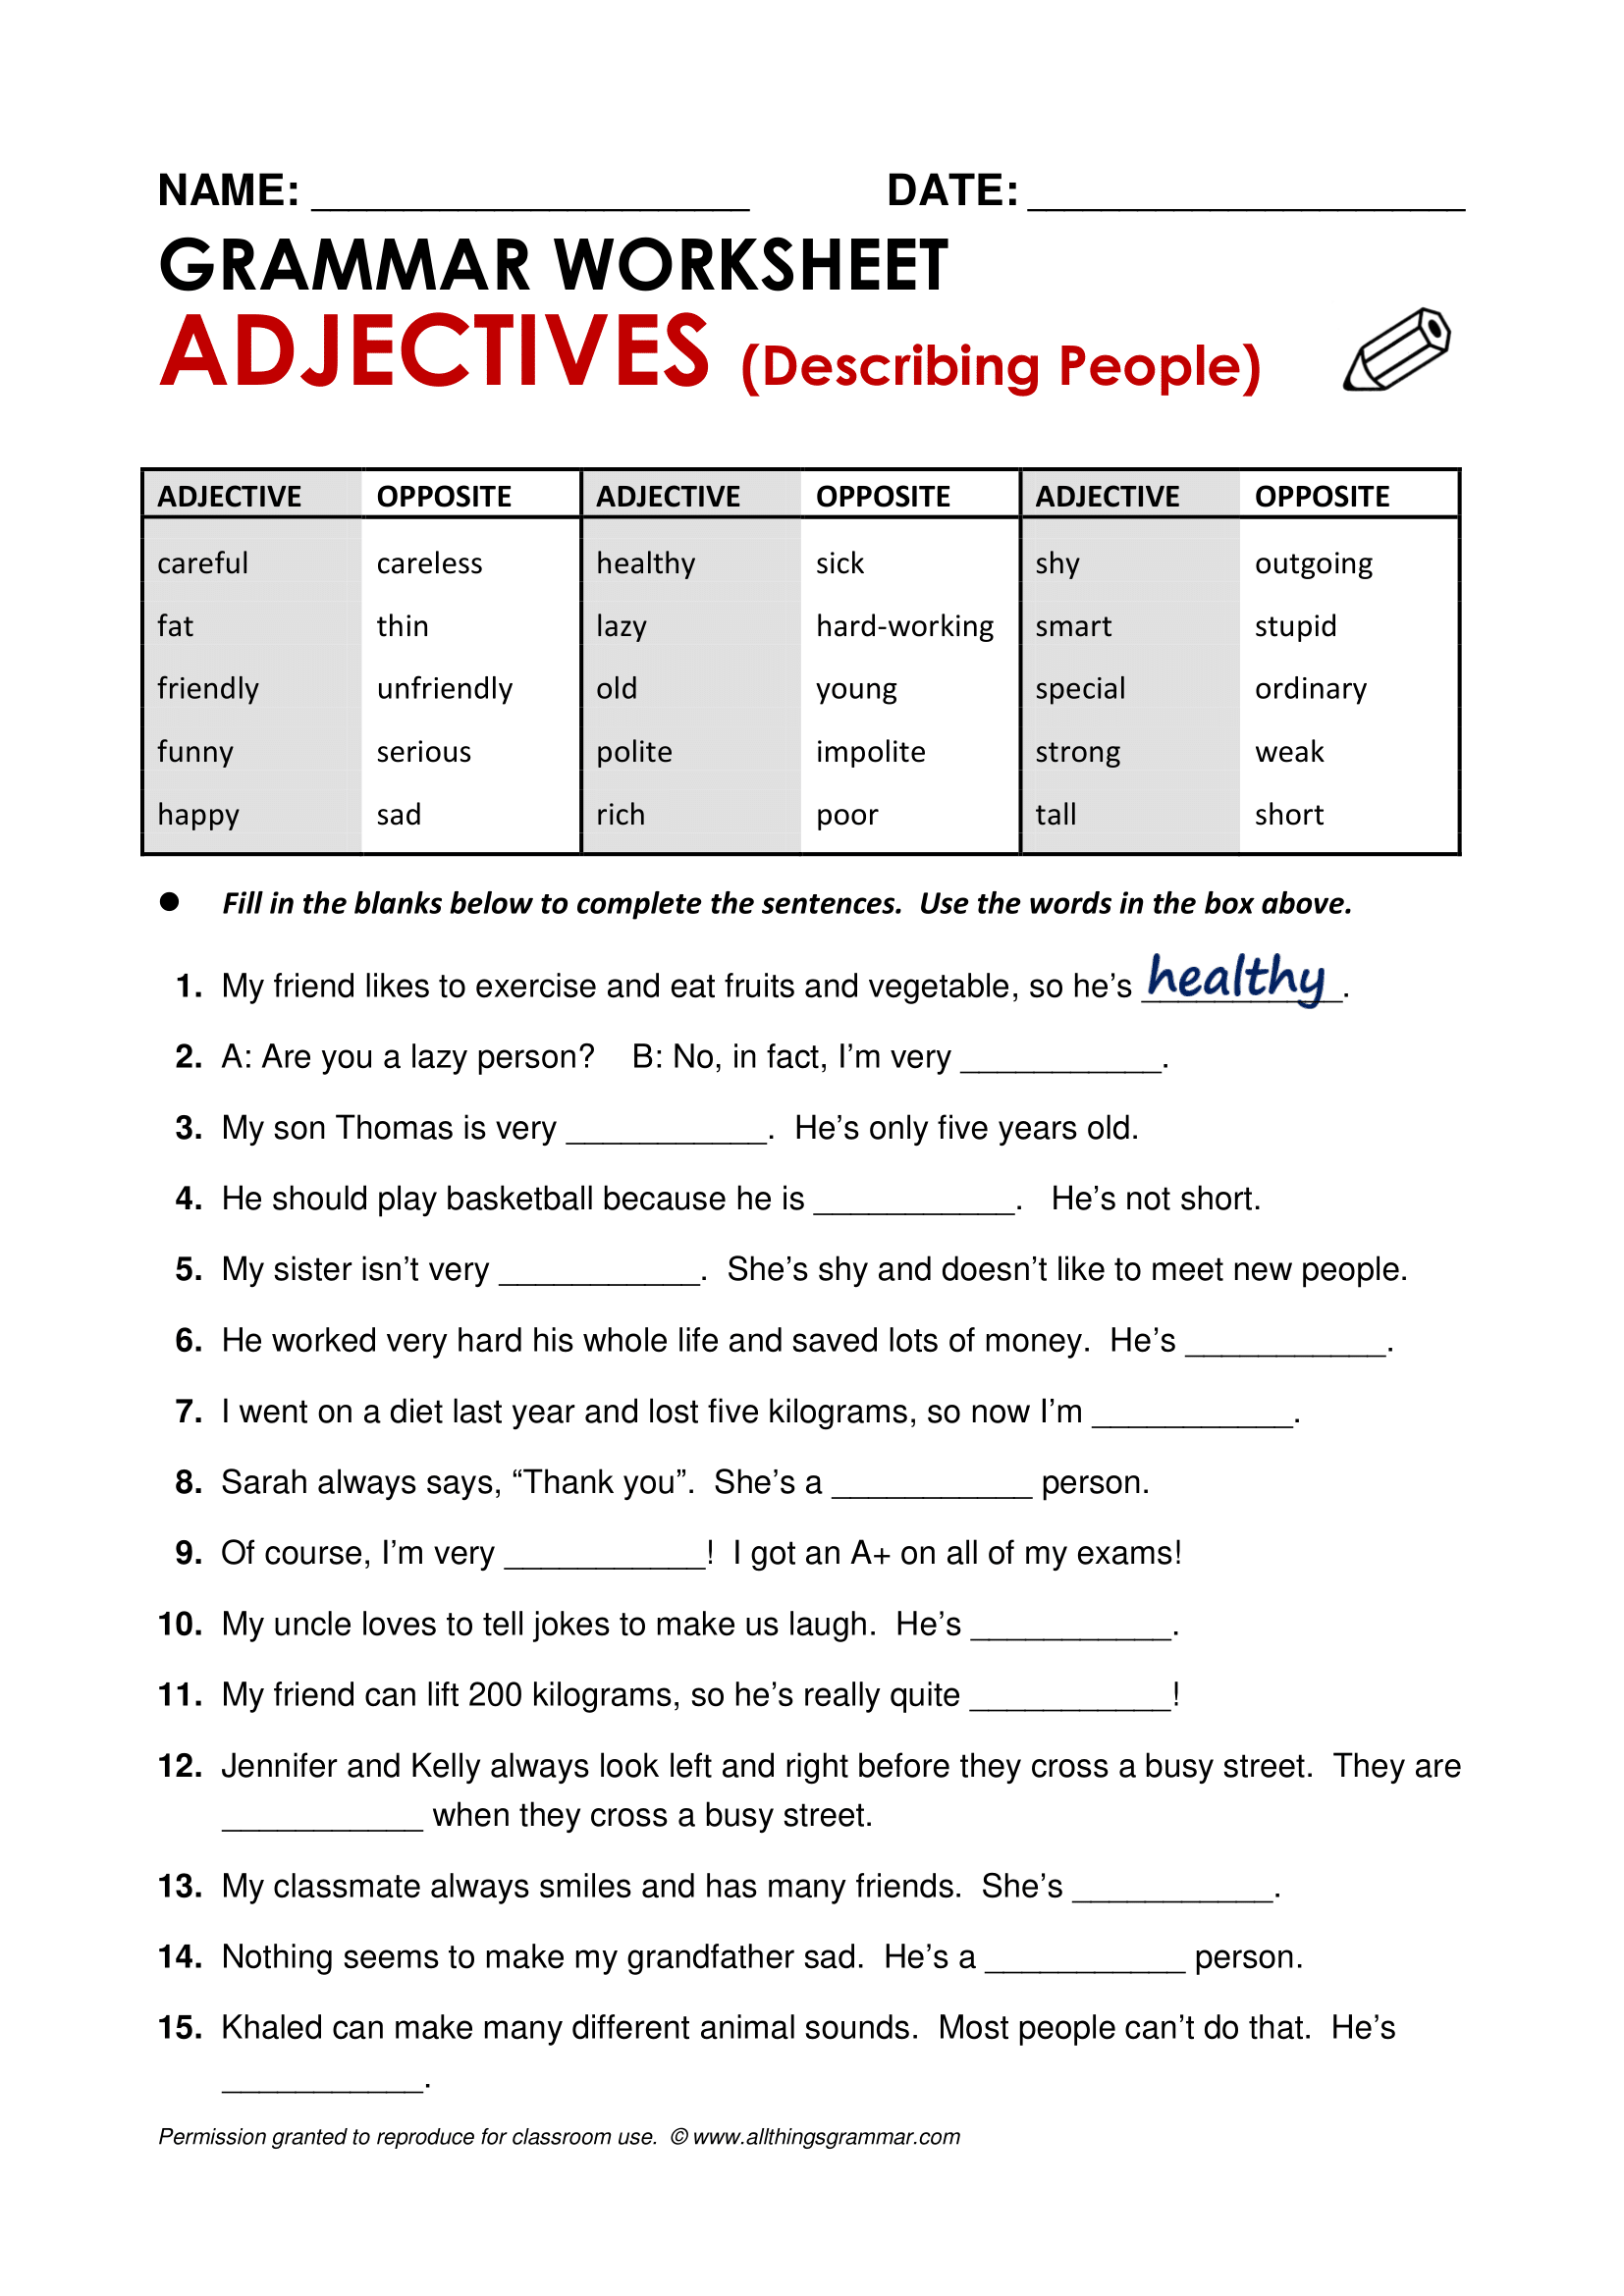 NAME: ______________________ DATE: ______________________
GRAMMAR WORKSHEET
ADJECTIVES (Describing People)
ADJECTIVE OPPOSITE ADJECTIVE OPPOSITE ADJECTIVE OPPOSITE
careful careless healthy sick shy outgoing
fat thin lazy hard-working smart stupid
friendly unfriendly old young special ordinary
funny serious polite impolite strong weak
happy sad rich poor tall short
● Fill in the blanks below to complete the sentences. Use the words in the box above.
1. My friend likes to exercise and eat fruits and vegetable, so he’s healthy.
2. A: Are you a lazy person? B: No, in fact, I’m very ___________.
3. My son Thomas is very ___________. He’s only five years old.
4. He should play basketball because he is ___________. He’s not short.
5. My sister isn’t very ___________. She’s shy and doesn’t like to meet new people.
6. He worked very hard his whole life and saved lots of money. He’s ___________.
7. I went on a diet last year and lost five kilograms, so now I’m ___________.
8. Sarah always says, “Thank you”. She’s a ___________ person.
9. Of course, I’m very ___________! I got an A+ on all of my exams!
10. My uncle loves to tell jokes to make us laugh. He’s ___________.
11. My friend can lift 200 kilograms, so he’s really quite ___________!
12. Jennifer and Kelly always look left and right before they cross a busy street. They are
___________ when they cross a busy street.
13. My classmate always smiles and has many friends. She’s ___________.
14. Nothing seems to make my grandfather sad. He’s a ___________ person.
15. Khaled can make many different animal sounds. Most people can’t do that. He’s
___________.
Permission granted to reproduce for classroom use. © www.allthingsgrammar.com